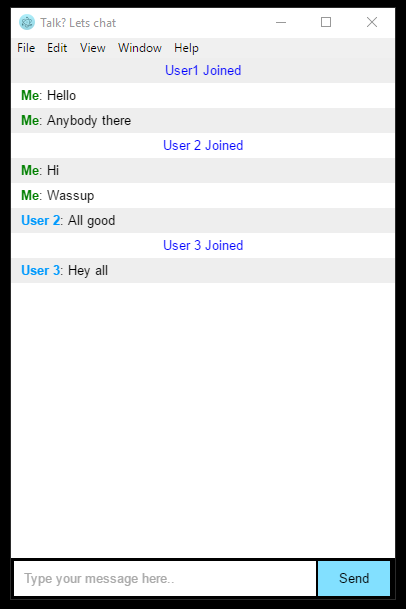 Talk? Lets chat
File Edit View Window Help
User1 Joined
Me: Hello
Me: Anybody there
User 2 Joined
Me: Hi
Me: Wassup
User 2: All good
User 3 Joined
User 3: Hey all
Type your message here.. Send